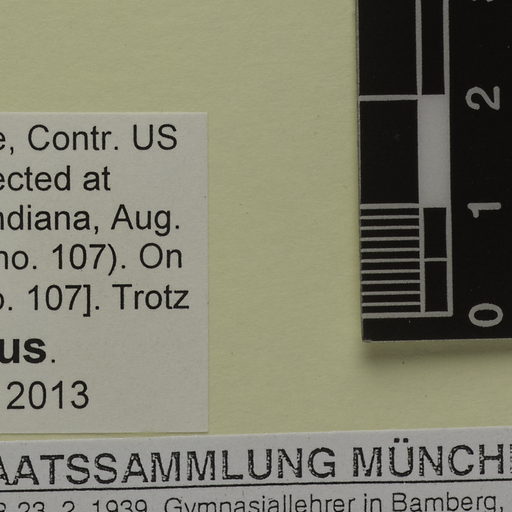 , Contr. US
ected at
ndiana, Aug.
no. 107). On
o. 107]. Trotz
us.
2013
2
1
0
AATSSAMMLUNG MÜNCH
23. 2. 1939, Gymnasiallehrer in Bamberg,